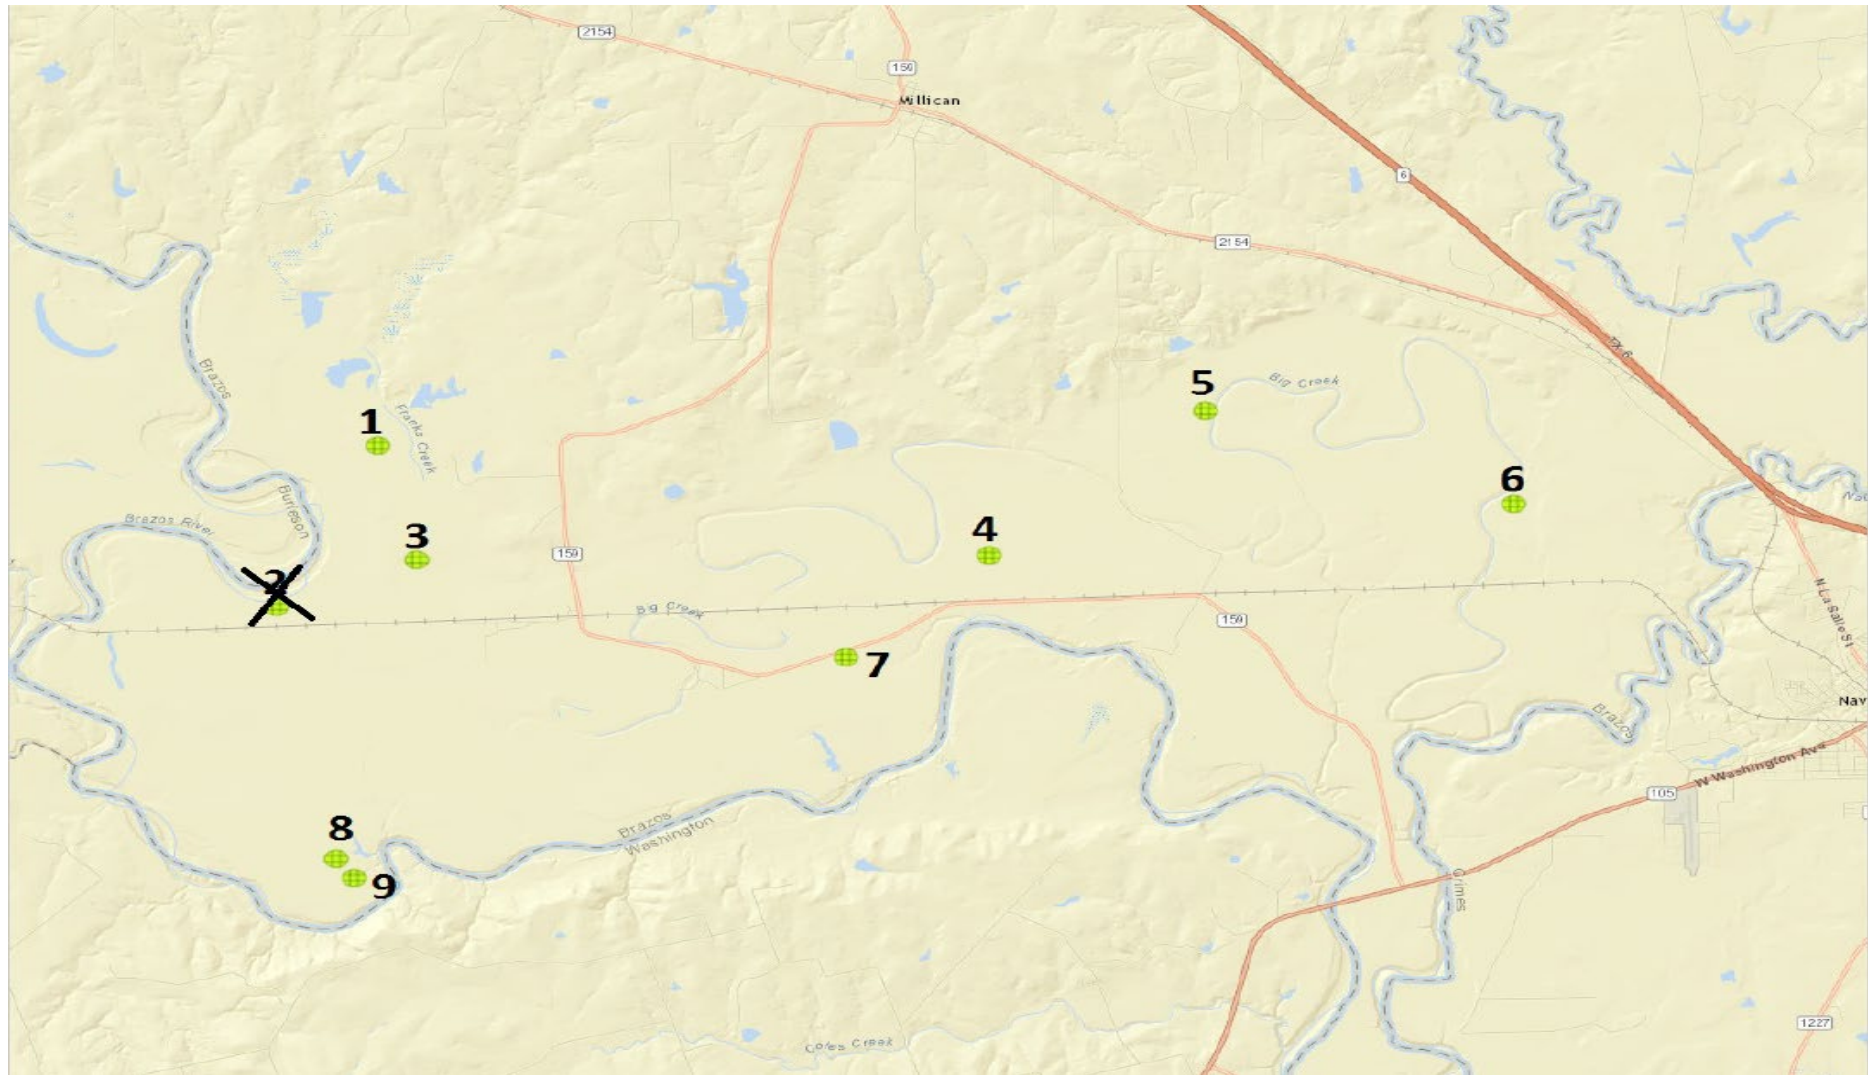 2154
159
Millican
6
2154
TX 6
Brazos
5
Big Creek
1
Franks Creek
6
Burleson
Brazos River
3
4
159
2
Big Creek
159
N La Salle St
7
Nav
Brazos
W Washington Ave
105
8
Brazos
Washington
9
Grimes
1227
Coles Creek